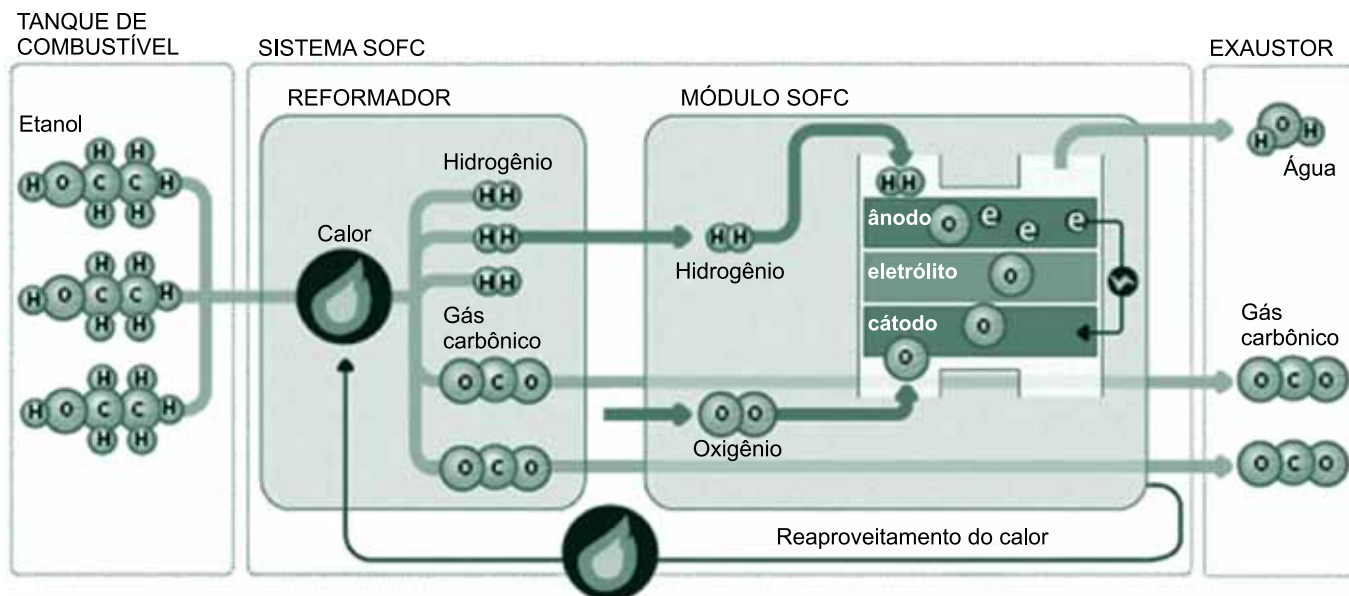 TANQUE DE
COMBUSTÍVEL
SISTEMA SOFC
EXAUSTOR
REFORMADOR
MÓDULO SOFC
Etanol
H O C C H
H H
H H
H O C C H
H H
H H
H O C C H
H H
H H
Calor
Hidrogênio
H H
H H
H H
Gás
carbônico
O C O
O C O
H H
Hidrogênio
H H
ânodo
O e e e
eletrólito
O
cátodo
O
O
O O
Oxigênio
Reaproveitamento do calor
H O H
Água
Gás
carbônico
O C O
O C O